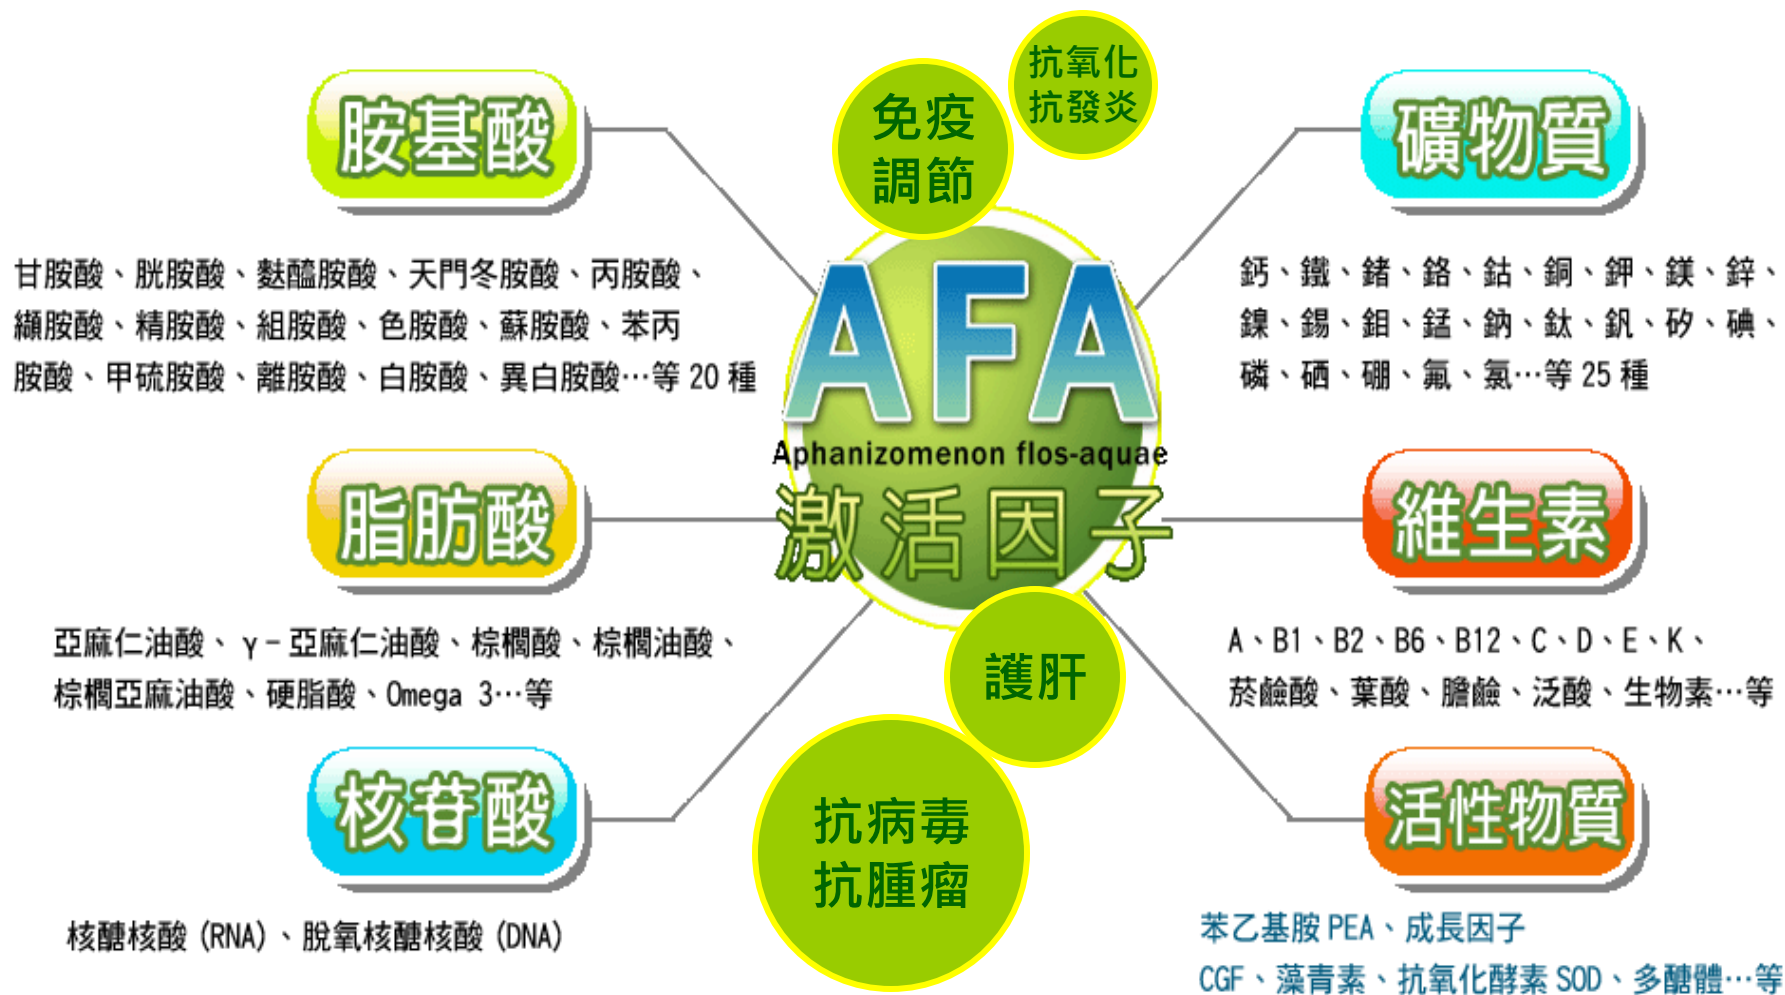 抗氧化
抗發炎
免疫
調節
胺基酸
甘胺酸、胱胺酸、麩醯胺酸、天門冬胺酸、丙胺酸、
纈胺酸、精胺酸、組胺酸、色胺酸、蘇胺酸、苯丙
胺酸、甲硫胺酸、離胺酸、白胺酸、異白胺酸…等 20 種
礦物質
鈣、鐵、鍺、鉻、鈷、銅、鉀、鎂、鋅、
鎳、錫、鉬、錳、鈉、鈦、釩、矽、碘、
磷、硒、硼、氟、氯…等 25 種
AFA
Aphanizomenon flos-aquae
激活因子
脂肪酸
亞麻仁油酸、γ-亞麻仁油酸、棕櫚酸、棕櫚油酸、
棕櫚亞麻油酸、硬脂酸、Omega 3…等
維生素
A、B1、B2、B6、B12、C、D、E、K、
菸鹼酸、葉酸、膽鹼、泛酸、生物素…等
護肝
核苷酸
核醣核酸 (RNA)、脫氧核醣核酸 (DNA)
抗病毒
抗腫瘤
活性物質
苯乙基胺 PEA、成長因子
CGF、藻青素、抗氧化酵素 SOD、多醣體…等